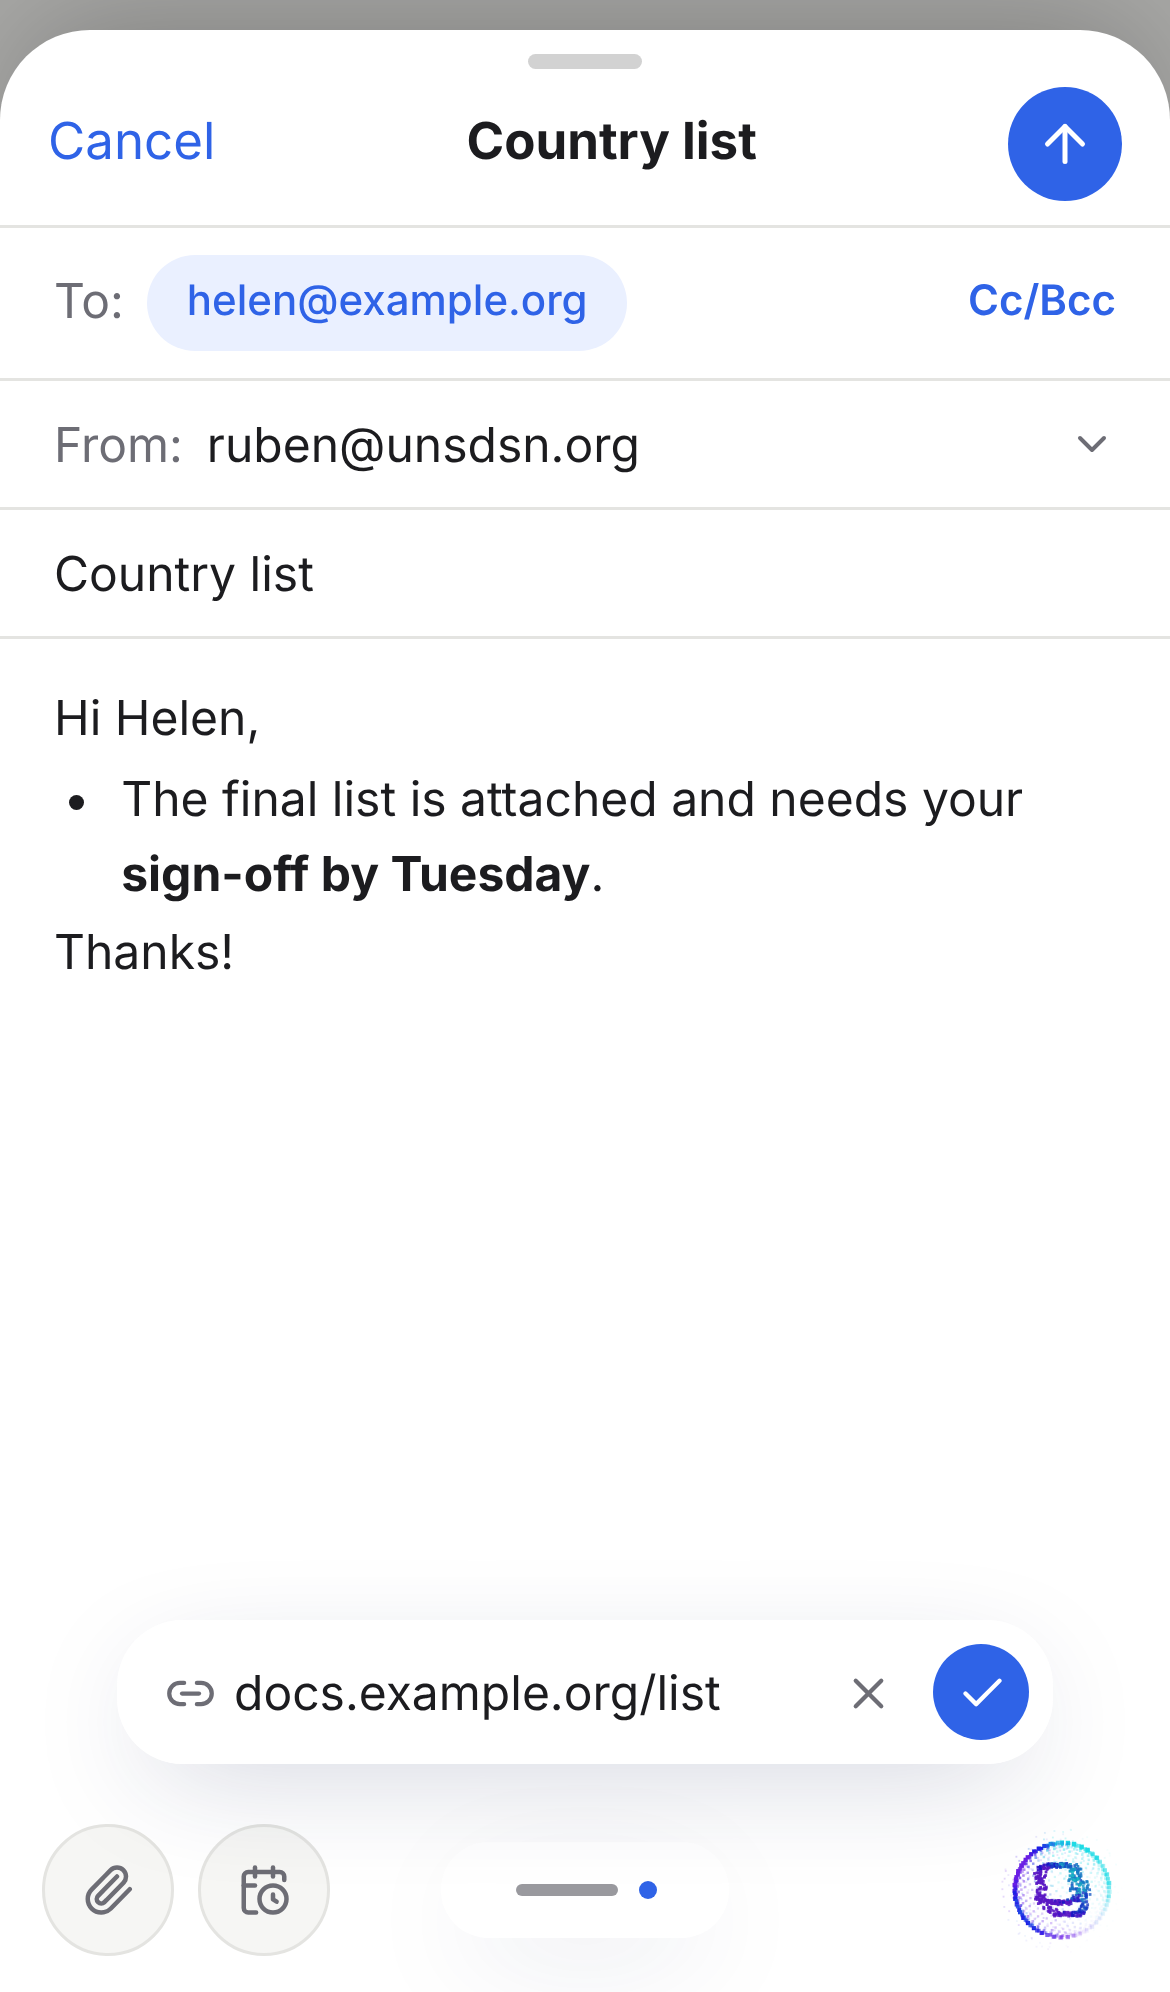 Cancel
Country list
To:
helen@example.org
Cc/Bcc
From:
ruben@unsdsn.org
Country list
Hi Helen,
• The final list is attached and needs your
sign-off by Tuesday.
Thanks!
docs.example.org/list